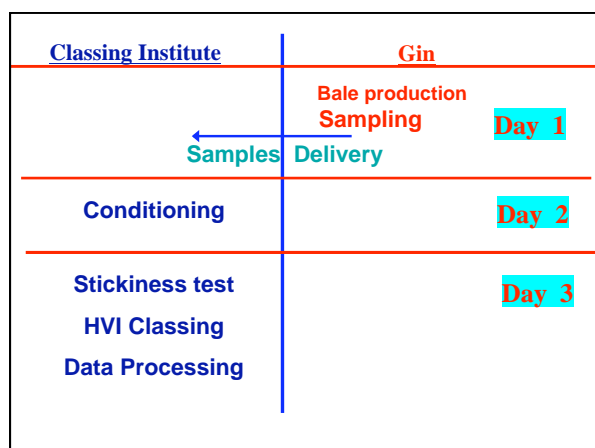 Classing Institute Gin
Bale production
Sampling Day 1
Samples Delivery
Conditioning Day 2
Stickiness test Day 3
HVI Classing
Data Processing